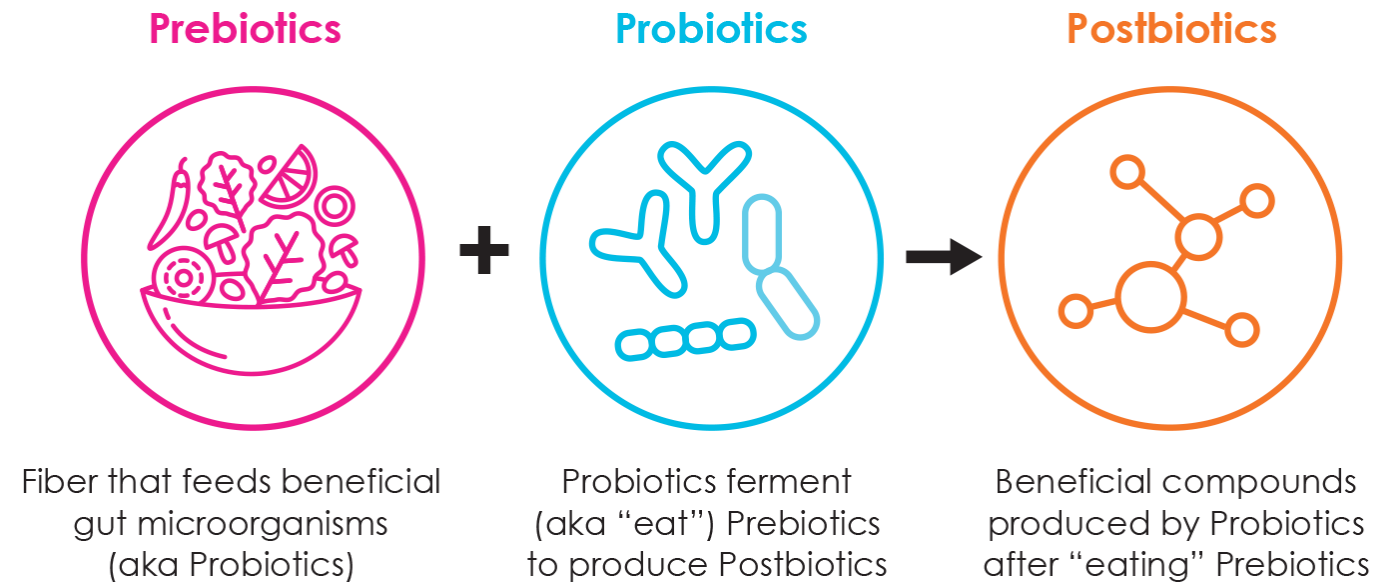 Prebiotics
Probiotics
Postbiotics
Fiber that feeds beneficial
gut microorganisms
(aka Probiotics)
Probiotics ferment
(aka “eat”) Prebiotics
to produce Postbiotics
Beneficial compounds
produced by Probiotics
after “eating” Prebiotics